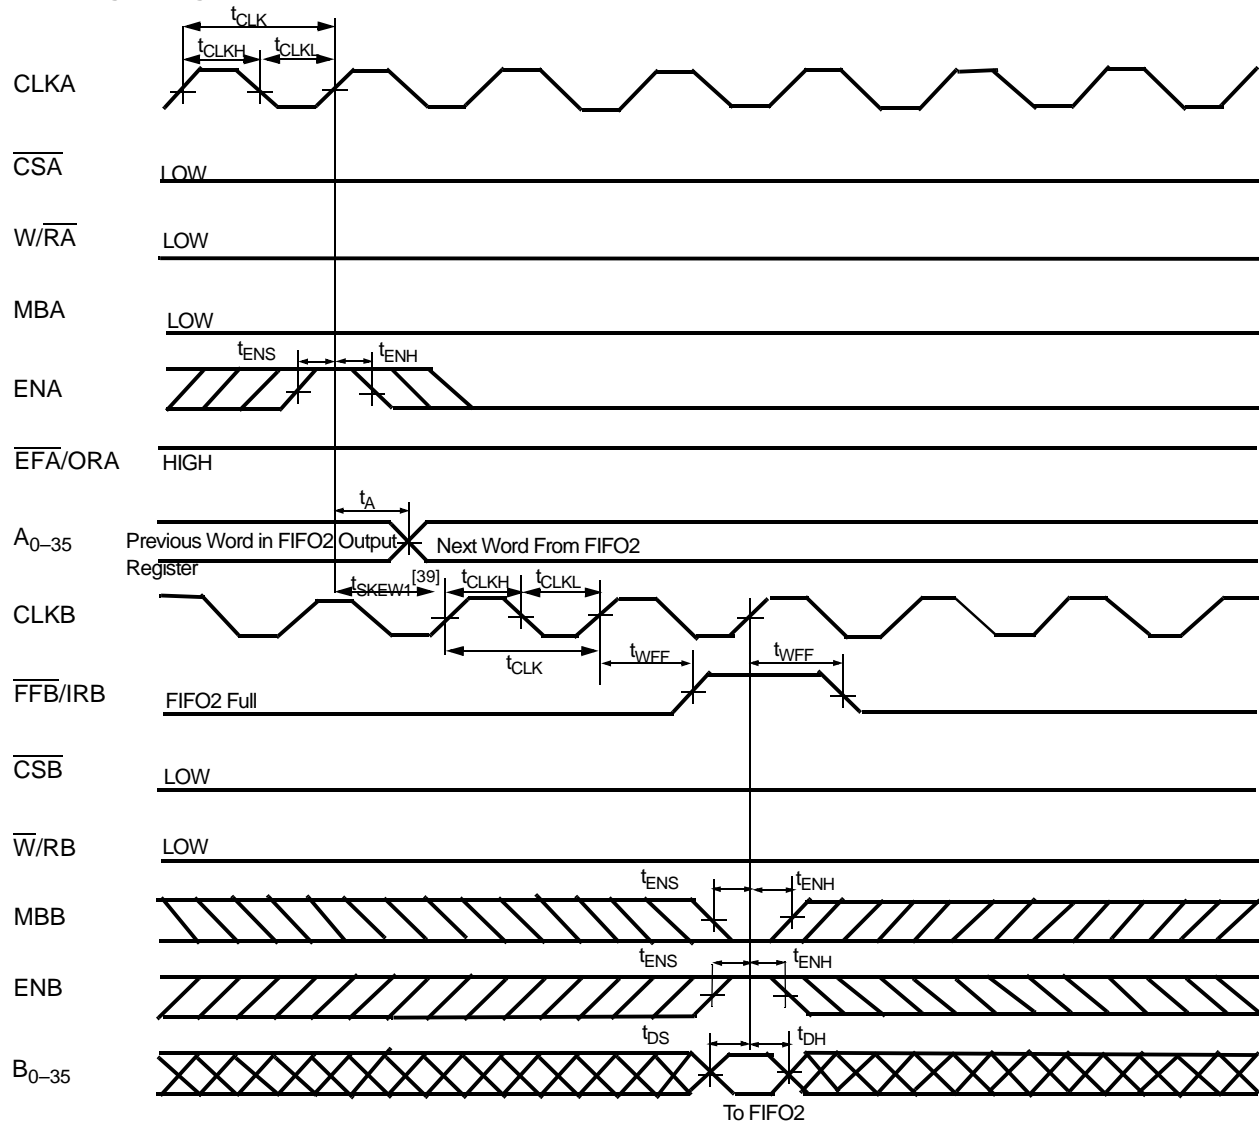 tCLK
tCLKH tCLKL
CLKA
CSA
LOW
W/RA
LOW
MBA
LOW
tENS tENH
ENA
EFA/ORA
HIGH
tA
A0–35
Previous Word in FIFO2 Output Register
Next Word From FIFO2
tSKEW1[39] tCLKH tCLKL
CLKB
tCLK tWFF tWFF
FFB/IRB
FIFO2 Full
CSB
LOW
W/RB
LOW
tENS tENH
MBB
tENS tENH
ENB
tDS tDH
B0–35
To FIFO2